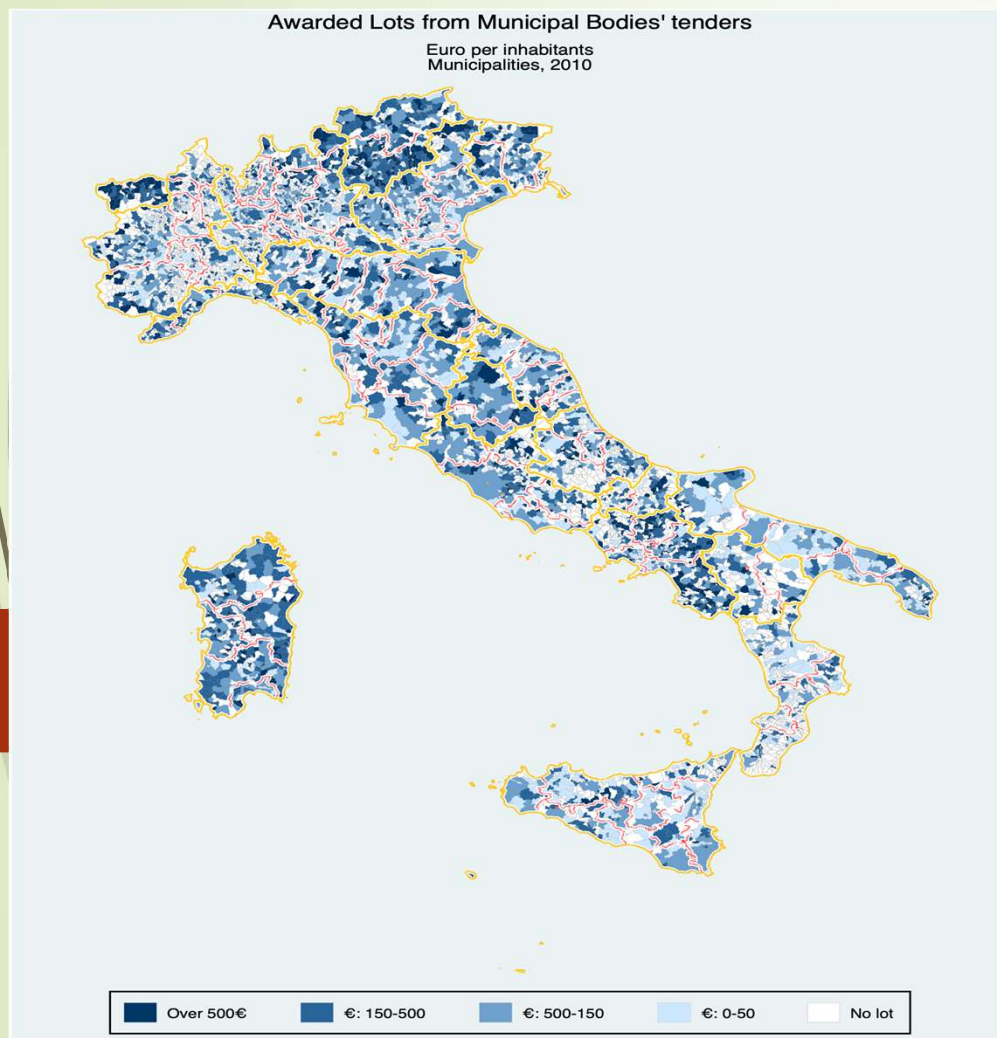 Awarded Lots from Municipal Bodies' tenders
Euro per inhabitants
Municipalities, 2010
Over 500€ €: 150-500 €: 500-150 €: 0-50 No lot